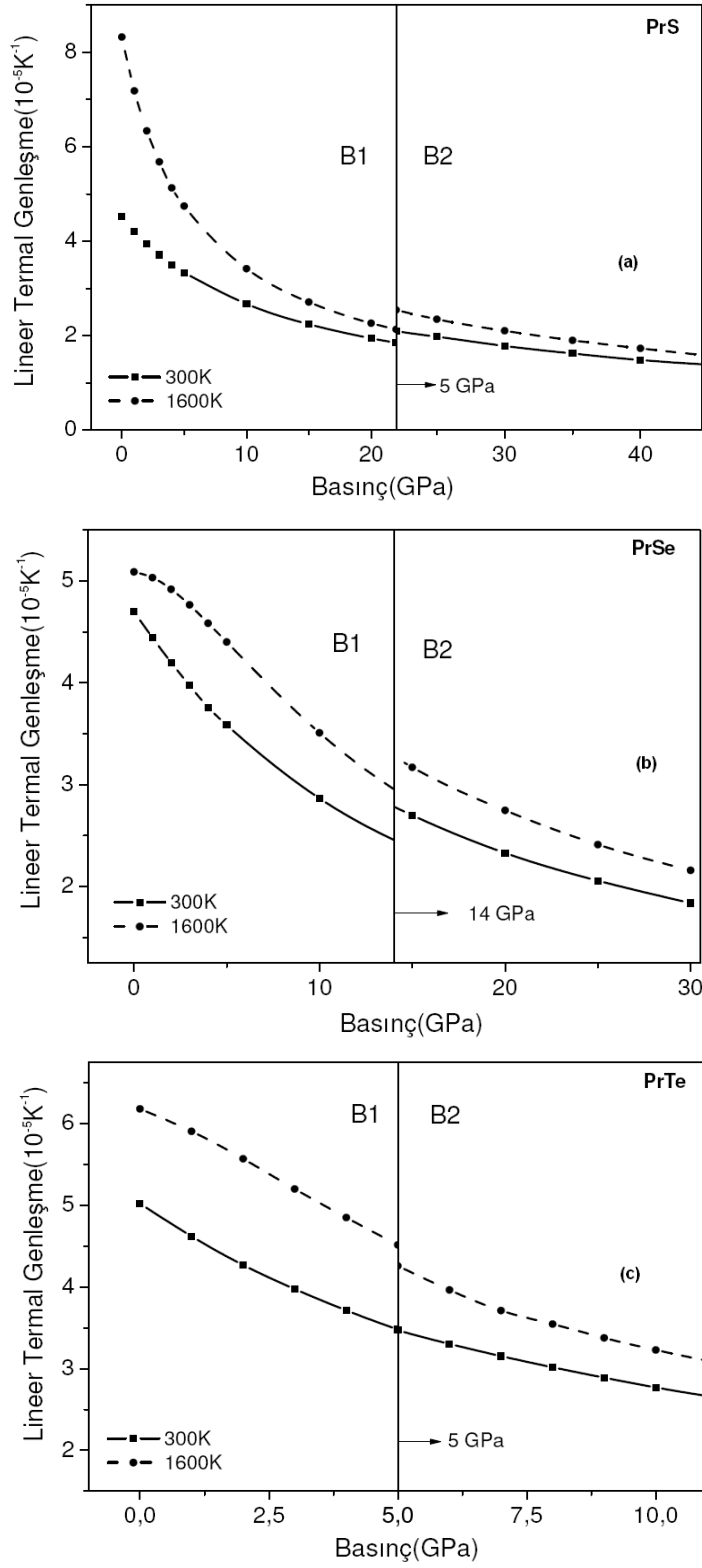 PrS
Lineer Termal Genleşme(10⁻⁵K⁻¹)
8
6
4
2
0
B1
B2
(a)
300K
1600K
5 GPa
0
10
20
30
40
Basınç(GPa)
PrSe
Lineer Termal Genleşme(10⁻⁵K⁻¹)
5
4
3
2
B1
B2
(b)
300K
1600K
14 GPa
0
10
20
30
Basınç(GPa)
PrTe
Lineer Termal Genleşme(10⁻⁵K⁻¹)
6
5
4
3
2
B1
B2
(c)
300K
1600K
5 GPa
0,0
2,5
5,0
7,5
10,0
Basınç(GPa)